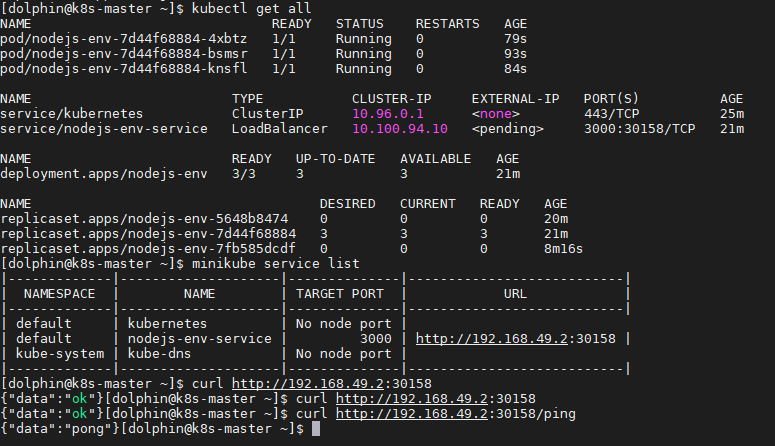 [dolphin@k8s-master ~]$ kubectl get all
NAME                              READY   STATUS    RESTARTS   AGE
pod/nodejs-env-7d44f68884-4xbtz   1/1     Running   0          79s
pod/nodejs-env-7d44f68884-bsmsr   1/1     Running   0          93s
pod/nodejs-env-7d44f68884-knsfl   1/1     Running   0          84s
NAME                         TYPE           CLUSTER-IP     EXTERNAL-IP   PORT(S)          AGE
service/kubernetes           ClusterIP      10.96.0.1      <none>        443/TCP          25m
service/nodejs-env-service   LoadBalancer   10.100.94.10   <pending>     3000:30158/TCP   21m
NAME                         READY   UP-TO-DATE   AVAILABLE   AGE
deployment.apps/nodejs-env   3/3     3            3           21m
NAME                                    DESIRED   CURRENT   READY   AGE
replicaset.apps/nodejs-env-5648b8474    0         0         0       20m
replicaset.apps/nodejs-env-7d44f68884   3         3         3       21m
replicaset.apps/nodejs-env-7fb585dcdf   0         0         0       8m16s
[dolphin@k8s-master ~]$ minikube service list
|-------------|--------------------|--------------|---------------------------|
|  NAMESPACE  |        NAME        | TARGET PORT  |            URL            |
|-------------|--------------------|--------------|---------------------------|
| default     | kubernetes         | No node port |
| default     | nodejs-env-service |         3000 | http://192.168.49.2:30158 |
| kube-system | kube-dns           | No node port |
|-------------|--------------------|--------------|---------------------------|
[dolphin@k8s-master ~]$ curl http://192.168.49.2:30158
{"data":"ok"}[dolphin@k8s-master ~]$ curl http://192.168.49.2:30158
{"data":"ok"}[dolphin@k8s-master ~]$ curl http://192.168.49.2:30158/ping
{"data":"pong"}[dolphin@k8s-master ~]$